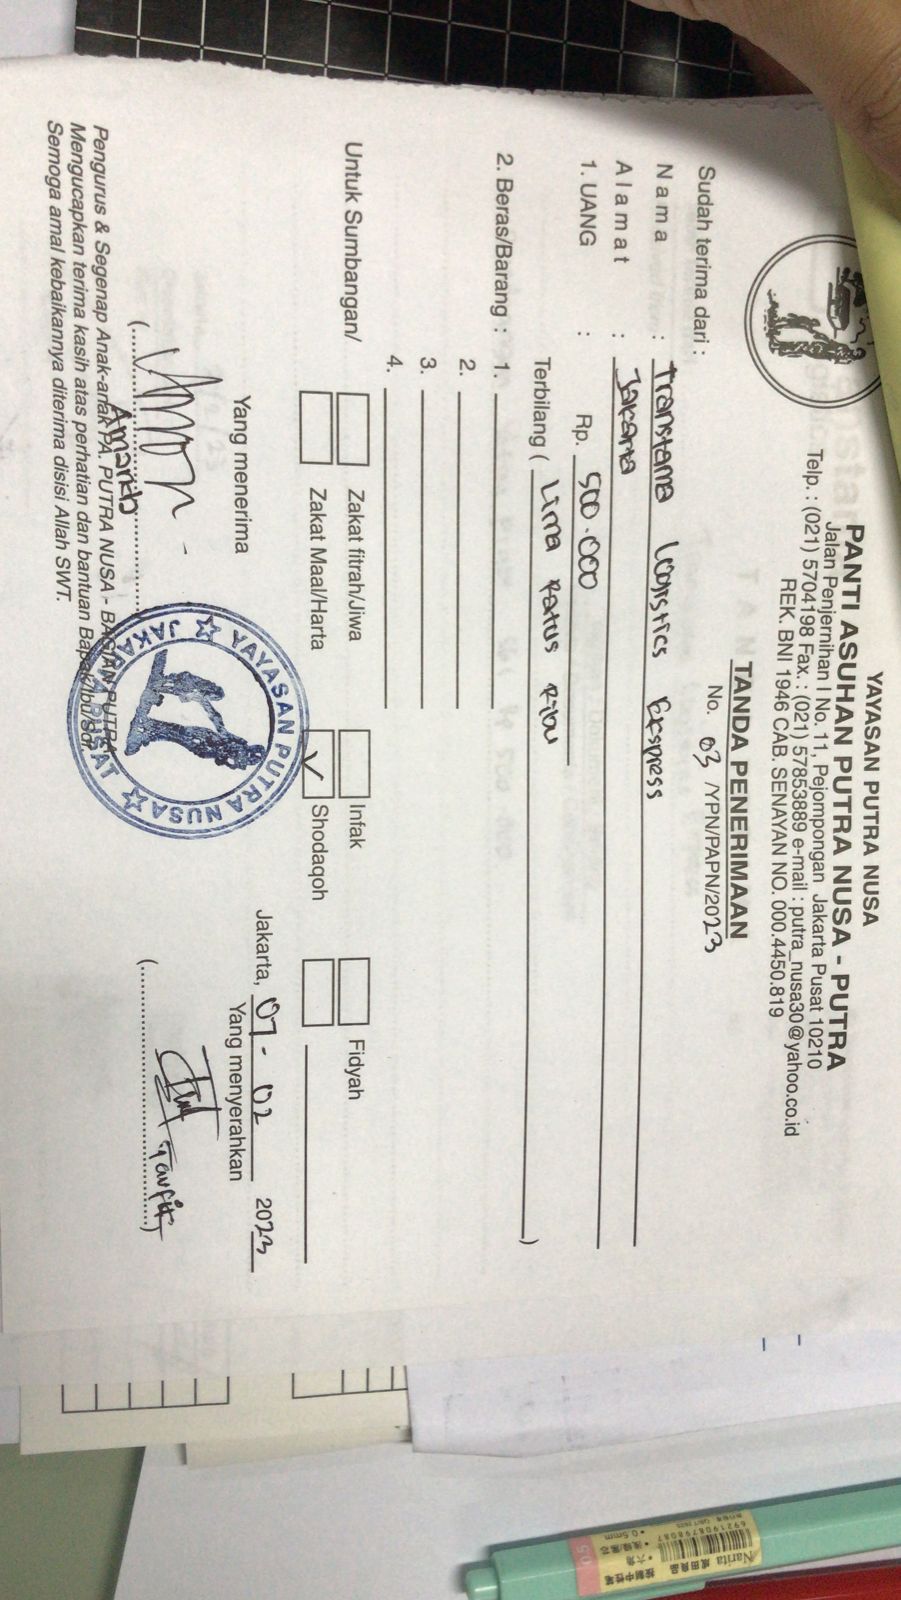 YAYASAN PUTRA NUSA
PANTI ASUHAN PUTRA NUSA - PUTRA
Jalan Penjernihan I No. 11, Pejompongan Jakarta Pusat 10210
Telp. : (021) 5704198 Fax. : (021) 57853889 e-mail : putra_nusa30@yahoo.co.id
REK. BNI 1946 CAB. SENAYAN NO. 000.4450.819
TANDA PENERIMAAN
No. 03 /YPN/PAPN/2023
Sudah terima dari :
Nama : Transtama Logistics Express
Alamat : Jakarta
1. UANG : Rp. 500.000
Terbilang ( Lima Ratus Ribu )
2. Beras/Barang : 1.
2.
3.
4.
Untuk Sumbangan/ Zakat fitrah/Jiwa Infak Fidyah
Zakat Maal/Harta Shodaqoh
Jakarta, 07 - 02 2023
Yang menerima Yang menyerahkan
(Amanda (Taufik)
YAYASAN PUTRA NUSA
JAKARTA PUSAT
Pengurus & Segenap Anak-anak PA. PUTRA NUSA - BAGIAN PUTRA
Mengucapkan terima kasih atas perhatian dan bantuan Bapak/Ibu/Sdr.
Semoga amal kebaikannya diterima disisi Allah SWT.
Narita
0.5mm
6921908798087
0.5